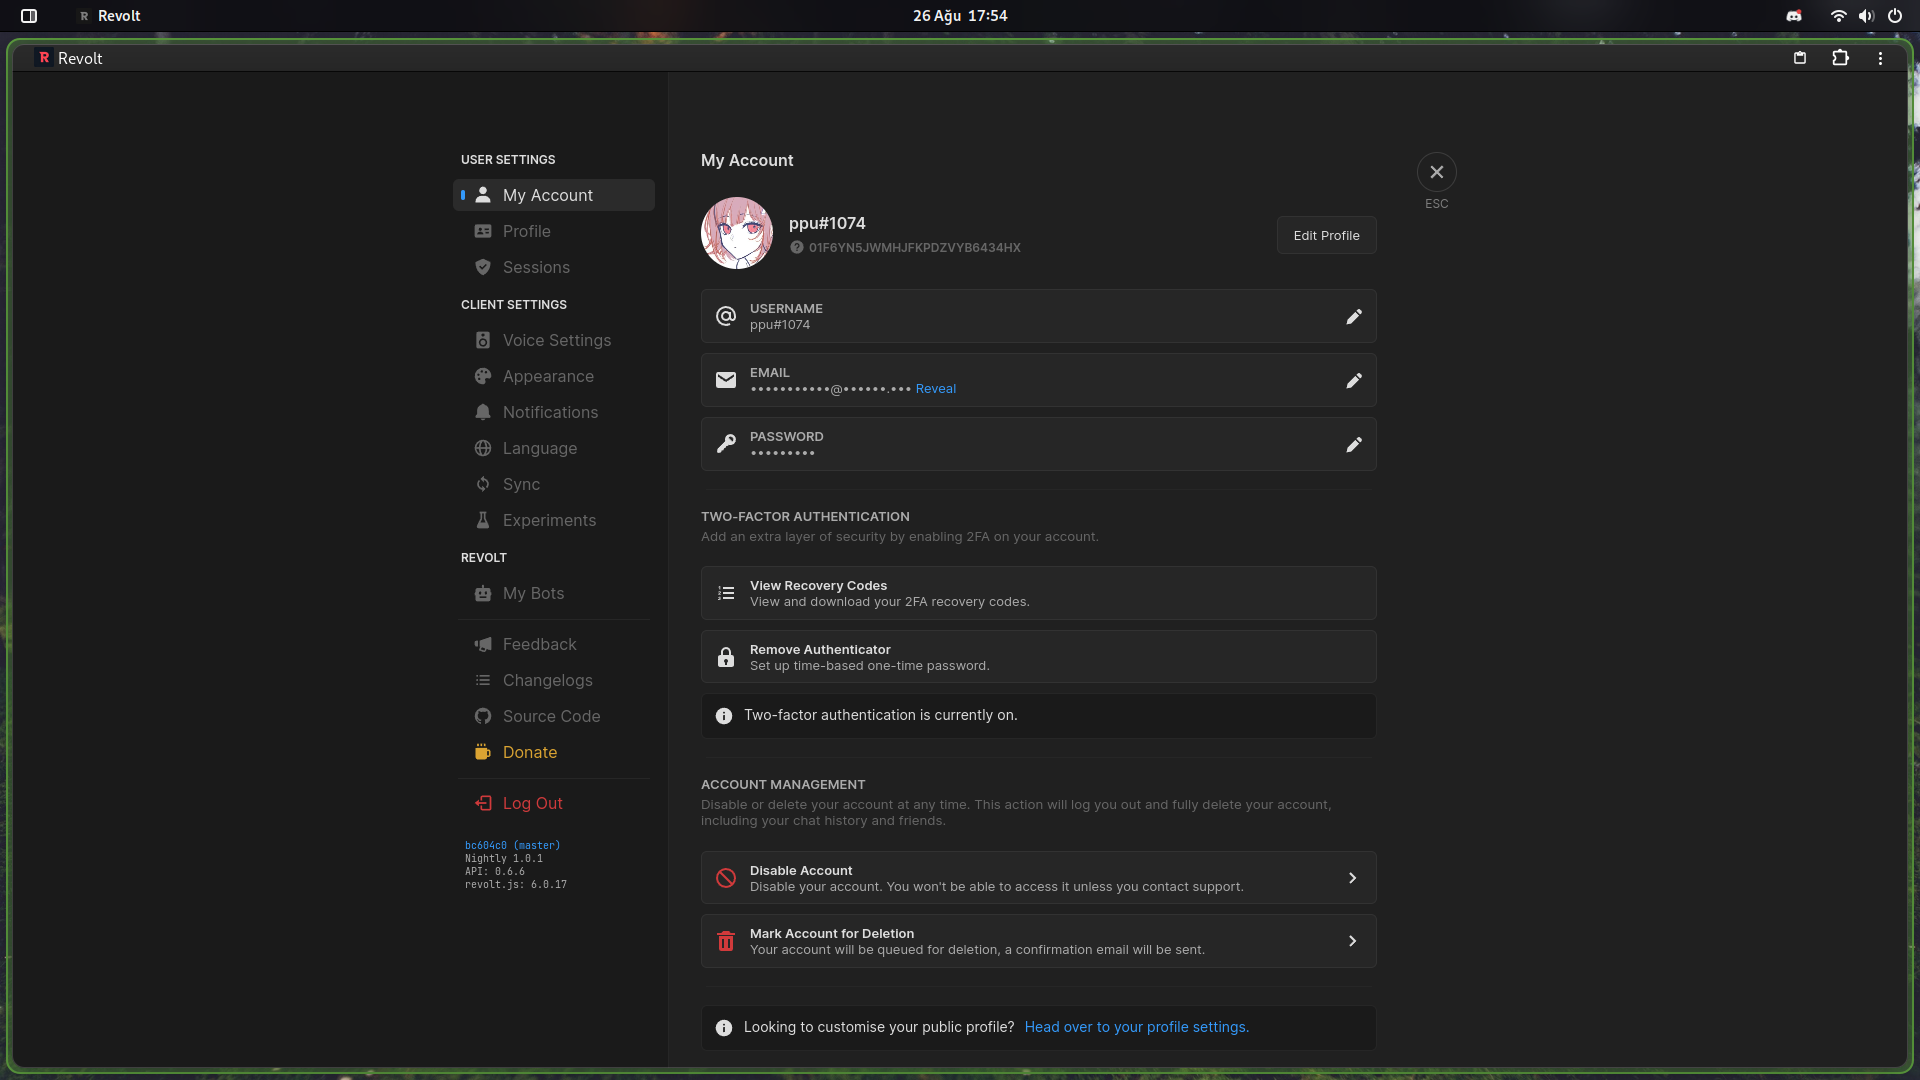 Revolt
26 Ağu 17:54
Revolt
USER SETTINGS
My Account
Profile
Sessions
CLIENT SETTINGS
Voice Settings
Appearance
Notifications
Language
Sync
Experiments
REVOLT
My Bots
Feedback
Changelogs
Source Code
Donate
Log Out
bc604c0 (master)
Nightly 1.0.1
API: 0.6.6
revolt.js: 6.0.17
My Account
ppu#1074
01F6YN5JWMHJFKPDZVYB6434HX
Edit Profile
ESC
USERNAME
ppu#1074
EMAIL
•••••••••••@••••••.••• Reveal
PASSWORD
•••••••••
TWO-FACTOR AUTHENTICATION
Add an extra layer of security by enabling 2FA on your account.
View Recovery Codes
View and download your 2FA recovery codes.
Remove Authenticator
Set up time-based one-time password.
Two-factor authentication is currently on.
ACCOUNT MANAGEMENT
Disable or delete your account at any time. This action will log you out and fully delete your account,
including your chat history and friends.
Disable Account
Disable your account. You won't be able to access it unless you contact support.
Mark Account for Deletion
Your account will be queued for deletion, a confirmation email will be sent.
Looking to customise your public profile? Head over to your profile settings.